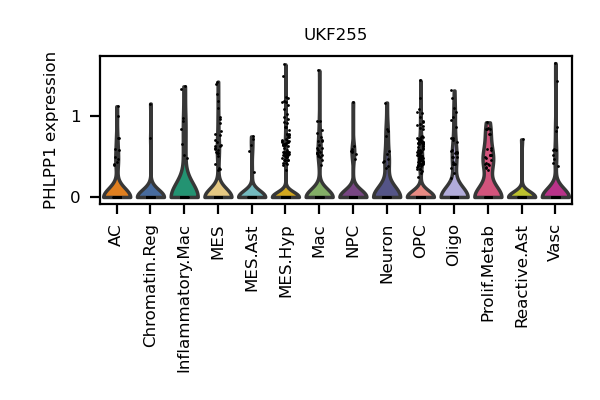 UKF255
PHLPP1 expression
1
0
AC
Chromatin.Reg
Inflammatory.Mac
MES
MES.Ast
MES.Hyp
Mac
NPC
Neuron
OPC
Oligo
Prolif.Metab
Reactive.Ast
Vasc